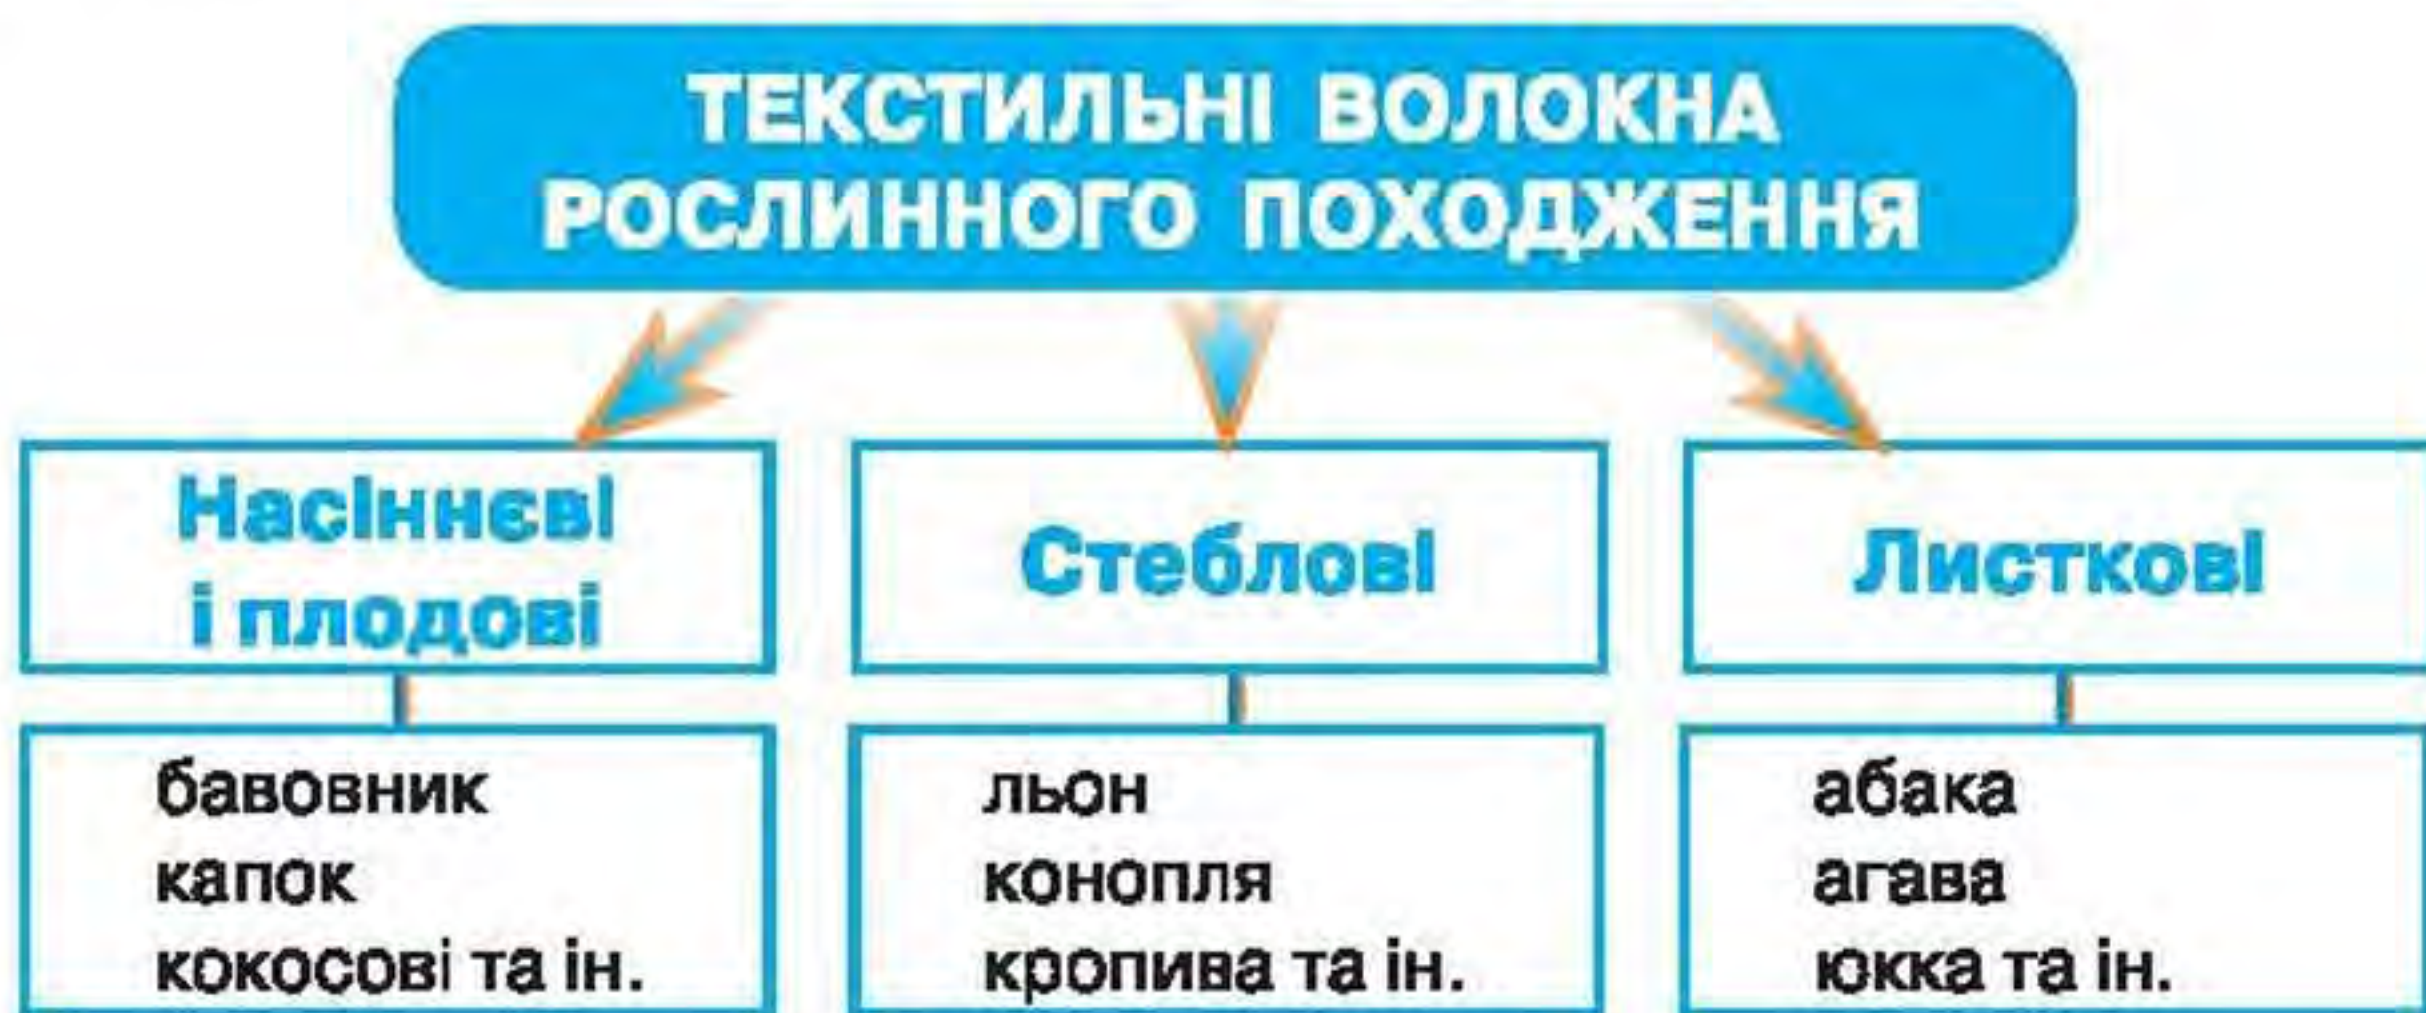 ТЕКСТИЛЬНІ ВОЛОКНА
РОСЛИННОГО ПОХОДЖЕННЯ
Насіннєві
і плодові
Стеблові
Листкові
бавовник
капок
кокосові та ін.
льон
конопля
кропива та ін.
абака
агава
юкка та ін.